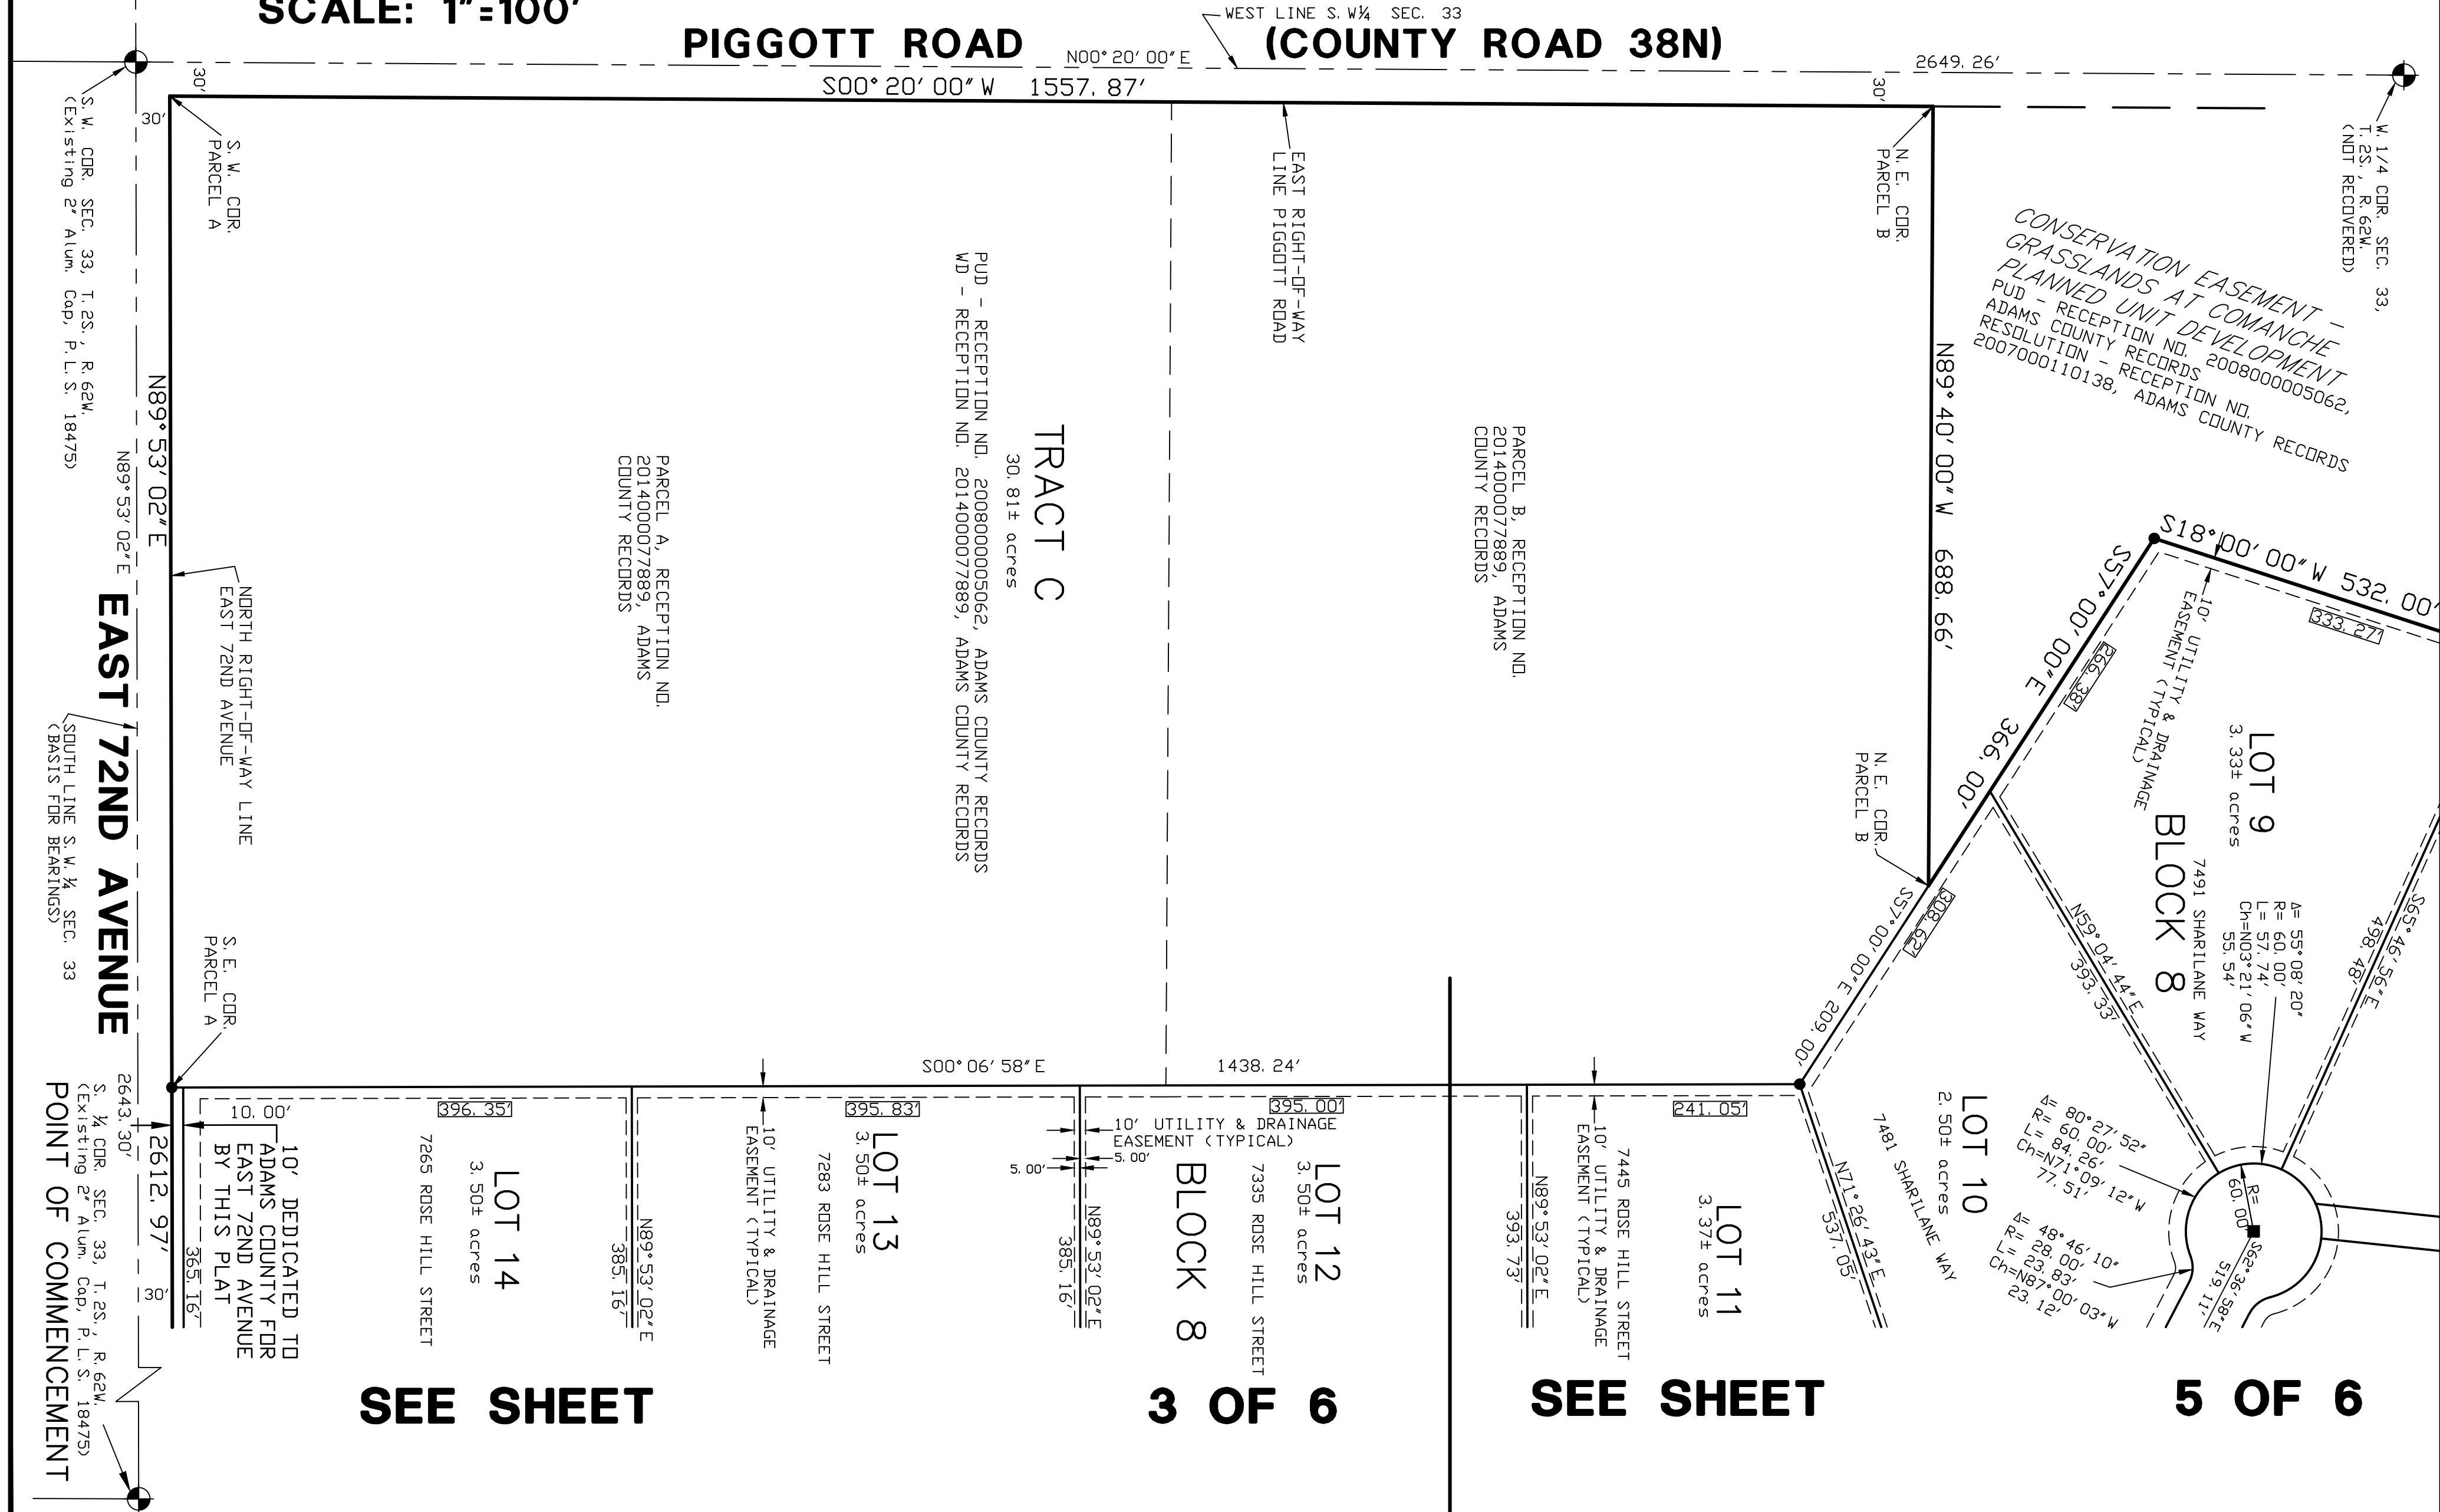 SCALE: 1"=100'
WEST LINE S. W¼ SEC. 33
PIGGOTT ROAD (COUNTY ROAD 38N)
N00° 20' 00" E
2649. 26'
S00° 20' 00" W 1557. 87'
30'
30'
30'
S. W. COR. SEC. 33, T. 2S., R. 62W.
(Existing 2" Alum. Cap, P. L. S. 18475)
S. W. COR.
PARCEL A
EAST RIGHT-OF-WAY
LINE PIGGOTT ROAD
N. E. COR.
PARCEL B
W. 1/4 COR. SEC. 33,
T. 2S., R. 62W.
(NOT RECOVERED)
CONSERVATION EASEMENT -
GRASSLANDS AT COMANCHE
PLANNED UNIT DEVELOPMENT
PUD - RECEPTION NO. 2008000005062,
ADAMS COUNTY RECORDS
RESOLUTION - RECEPTION NO.
20070000110138, ADAMS COUNTY RECORDS
N89° 40' 00" W 688. 66'
TRACT C
30. 81± acres
PUD - RECEPTION NO. 2008000005062, ADAMS COUNTY RECORDS
WD - RECEPTION NO. 2014000077889, ADAMS COUNTY RECORDS
PARCEL A, RECEPTION NO.
2014000077889, ADAMS
COUNTY RECORDS
PARCEL B, RECEPTION NO.
2014000077889, ADAMS
COUNTY RECORDS
N89° 53' 02" E
N89° 53' 02" E
NORTH RIGHT-OF-WAY LINE
EAST 72ND AVENUE
EAST 72ND AVENUE
SOUTH LINE S. W. ¼ SEC. 33
(BASIS FOR BEARINGS)
S. E. COR.
PARCEL A
N. E. COR.
PARCEL B
S18° 00' 00" W 532. 00'
333. 27'
S57° 00' 00" E 366. 00'
266. 38'
10' UTILITY & DRAINAGE
EASEMENT (TYPICAL)
LOT 9
3. 33± acres
BLOCK 8
7491 SHARILANE WAY
Δ= 55° 08' 20"
R= 60. 00'
L= 57. 74'
Ch=N03° 21' 06" W
55. 54'
S65° 46' 56" E
498. 48'
N59° 04' 44" E
393. 33'
308. 62'
S57° 00' 00" E 209. 00'
S00° 06' 58" E 1438. 24'
LOT 10
2. 50± acres
7481 SHARILANE WAY
Δ= 80° 27' 52"
R= 60. 00'
L= 84. 26'
Ch=N71° 09' 12" W
77. 51'
R=
60. 00'
Δ= 48° 46' 10"
R= 28. 00'
L= 23. 83'
Ch=N87° 00' 03" W
23. 12'
S62° 36' 58" E
519. 11'
N71° 26' 43" E
537. 05'
241. 05'
LOT 11
3. 37± acres
7445 ROSE HILL STREET
10' UTILITY & DRAINAGE
EASEMENT (TYPICAL)
N89° 53' 02" E
393. 73'
395. 00'
LOT 12
3. 50± acres
7335 ROSE HILL STREET
BLOCK 8
10' UTILITY & DRAINAGE
EASEMENT (TYPICAL)
5. 00'
5. 00'
N89° 53' 02" E
385. 16'
395. 83'
LOT 13
3. 50± acres
7283 ROSE HILL STREET
10' UTILITY & DRAINAGE
EASEMENT (TYPICAL)
N89° 53' 02" E
385. 16'
396. 35'
LOT 14
3. 50± acres
7265 ROSE HILL STREET
10. 00'
10' DEDICATED TO
ADAMS COUNTY FOR
EAST 72ND AVENUE
BY THIS PLAT
365. 16'
2612. 97'
30'
2643. 30'
S. ¼ COR. SEC. 33, T. 2S., R. 62W.
(Existing 2" Alum. Cap, P. L. S. 18475)
POINT OF COMMENCEMENT
SEE SHEET 3 OF 6
SEE SHEET 5 OF 6